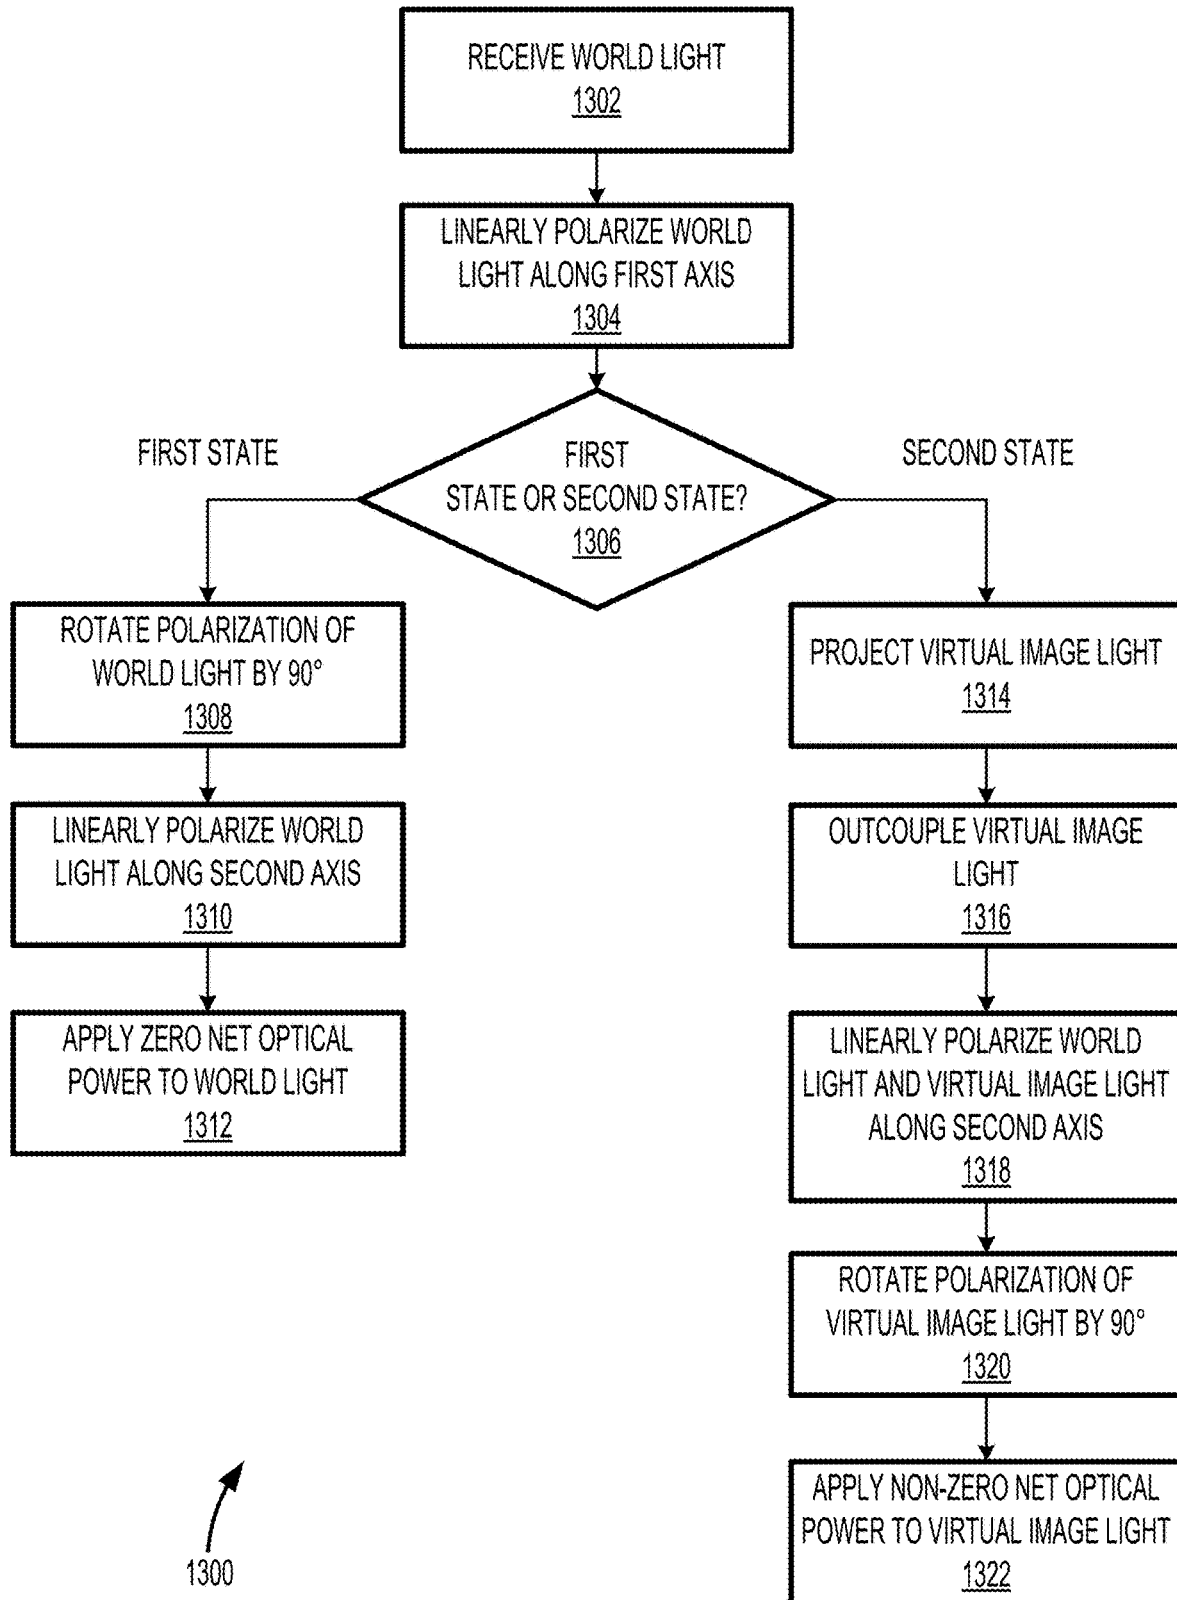 RECEIVE WORLD LIGHT
1302
LINEARLY POLARIZE WORLD
LIGHT ALONG FIRST AXIS
1304
FIRST STATE
FIRST
STATE OR SECOND STATE?
1306
SECOND STATE
ROTATE POLARIZATION OF
WORLD LIGHT BY 90°
1308
LINEARLY POLARIZE WORLD
LIGHT ALONG SECOND AXIS
1310
APPLY ZERO NET OPTICAL
POWER TO WORLD LIGHT
1312
PROJECT VIRTUAL IMAGE LIGHT
1314
OUTCOUPLE VIRTUAL IMAGE
LIGHT
1316
LINEARLY POLARIZE WORLD
LIGHT AND VIRTUAL IMAGE LIGHT
ALONG SECOND AXIS
1318
ROTATE POLARIZATION OF
VIRTUAL IMAGE LIGHT BY 90°
1320
APPLY NON-ZERO NET OPTICAL
POWER TO VIRTUAL IMAGE LIGHT
1322
1300